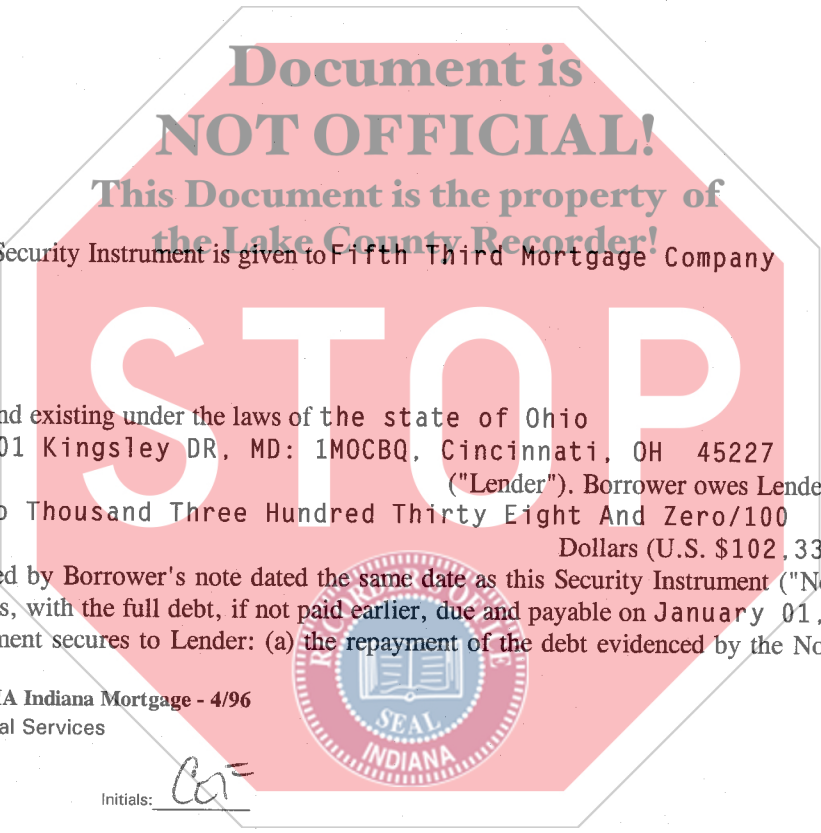 Document is
NOT OFFICIAL!
This Document is the property of
the Lake County Recorder!
Security Instrument is given to Fifth Third Mortgage Company
STOP
nd existing under the laws of the state of Ohio
01 Kingsley DR, MD: 1MOCBQ, Cincinnati, OH 45227
("Lender"). Borrower owes Lende
o Thousand Three Hundred Thirty Eight And Zero/100
Dollars (U.S. $102,33
ed by Borrower's note dated the same date as this Security Instrument ("No
s, with the full debt, if not paid earlier, due and payable on January 01,
ment secures to Lender: (a) the repayment of the debt evidenced by the No
RECORDER OFFICE
SEAL
INDIANA
IA Indiana Mortgage - 4/96
al Services
Initials: